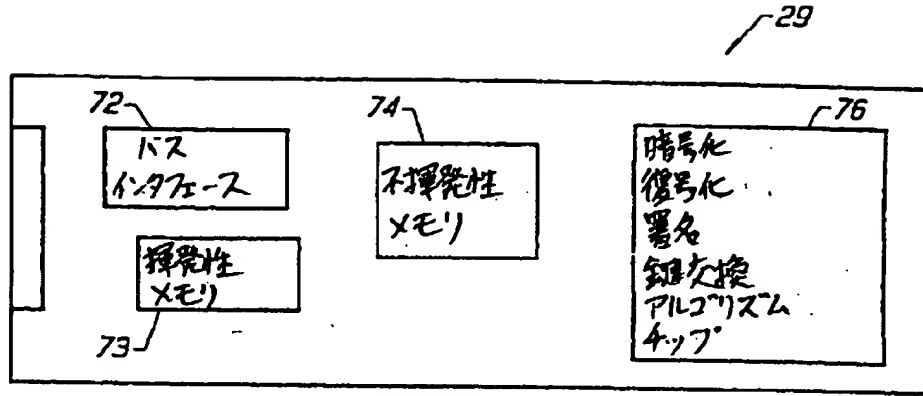 29
72
バス
インタフェース
74
不揮発性
メモリ
76
暗号化
復号化
署名
鍵交換
アルゴリズム
チップ
揮発性
メモリ
73